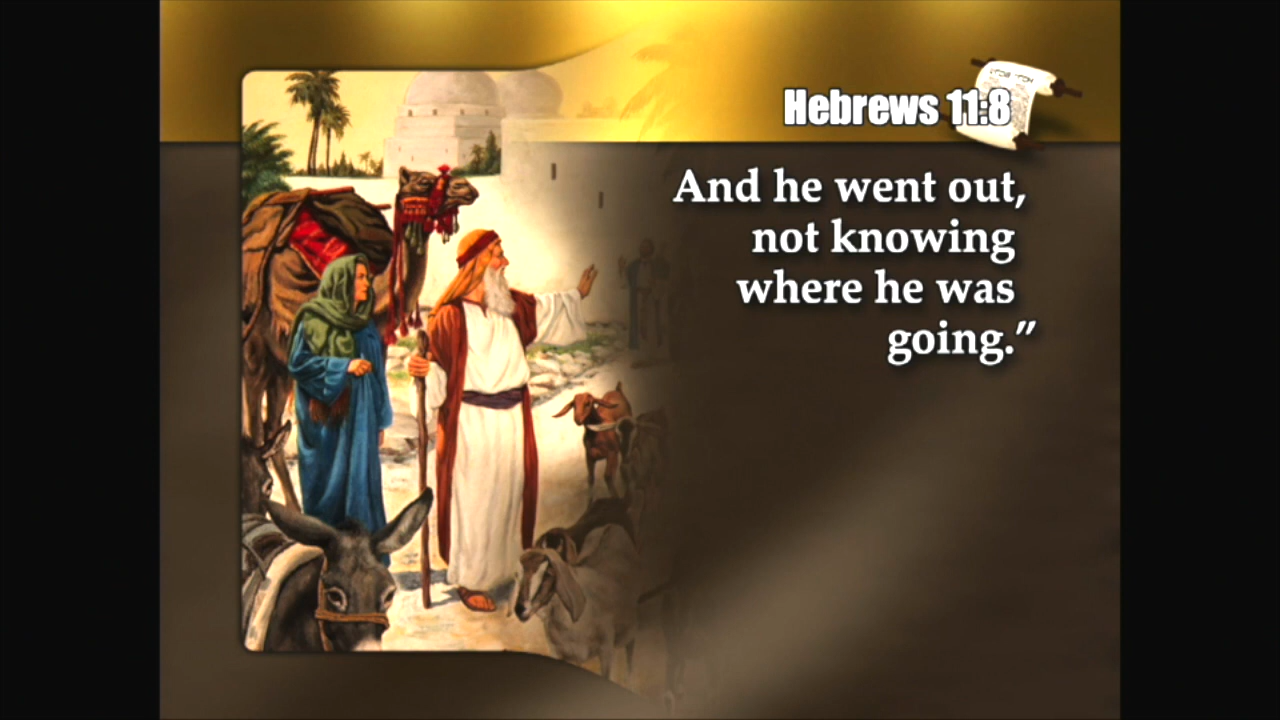 Hebrews 11:8
And he went out,
not knowing
where he was
going.”